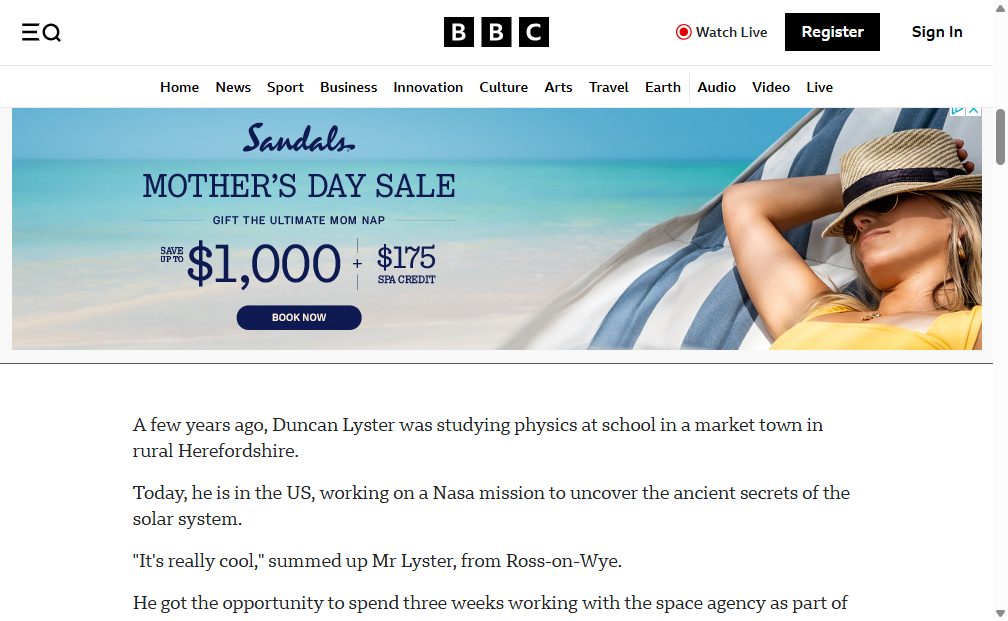 BBC
Watch Live
Register
Sign In
Home News Sport Business Innovation Culture Arts Travel Earth Audio Video Live
Sandals
MOTHER'S DAY SALE
GIFT THE ULTIMATE MOM NAP
SAVE UP TO $1,000 + $175 SPA CREDIT
BOOK NOW
A few years ago, Duncan Lyster was studying physics at school in a market town in
rural Herefordshire.
Today, he is in the US, working on a Nasa mission to uncover the ancient secrets of the
solar system.
"It's really cool," summed up Mr Lyster, from Ross-on-Wye.
He got the opportunity to spend three weeks working with the space agency as part of